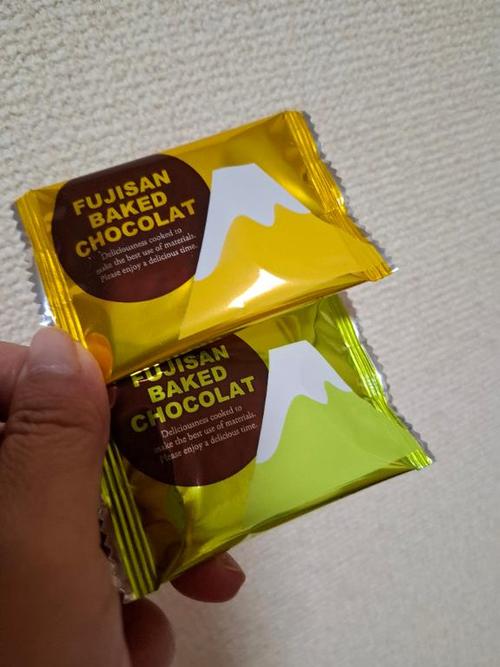 FUJISAN
BAKED
CHOCOLAT
Deliciousness cooked to
make the best use of materials.
Please enjoy a delicious time.
FUJISAN
BAKED
CHOCOLAT
Deliciousness cooked to
make the best use of materials.
Please enjoy a delicious time.